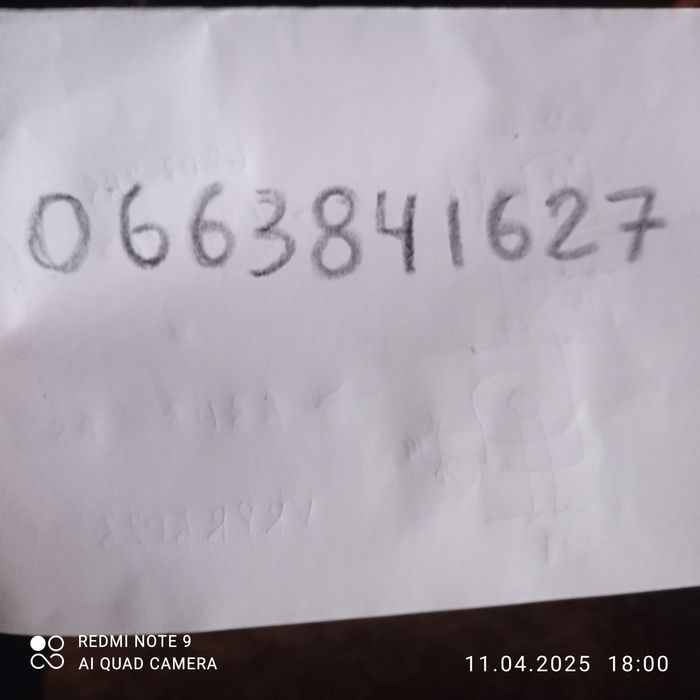 0663841627
REDMI NOTE 9
AI QUAD CAMERA
11.04.2025 18:00